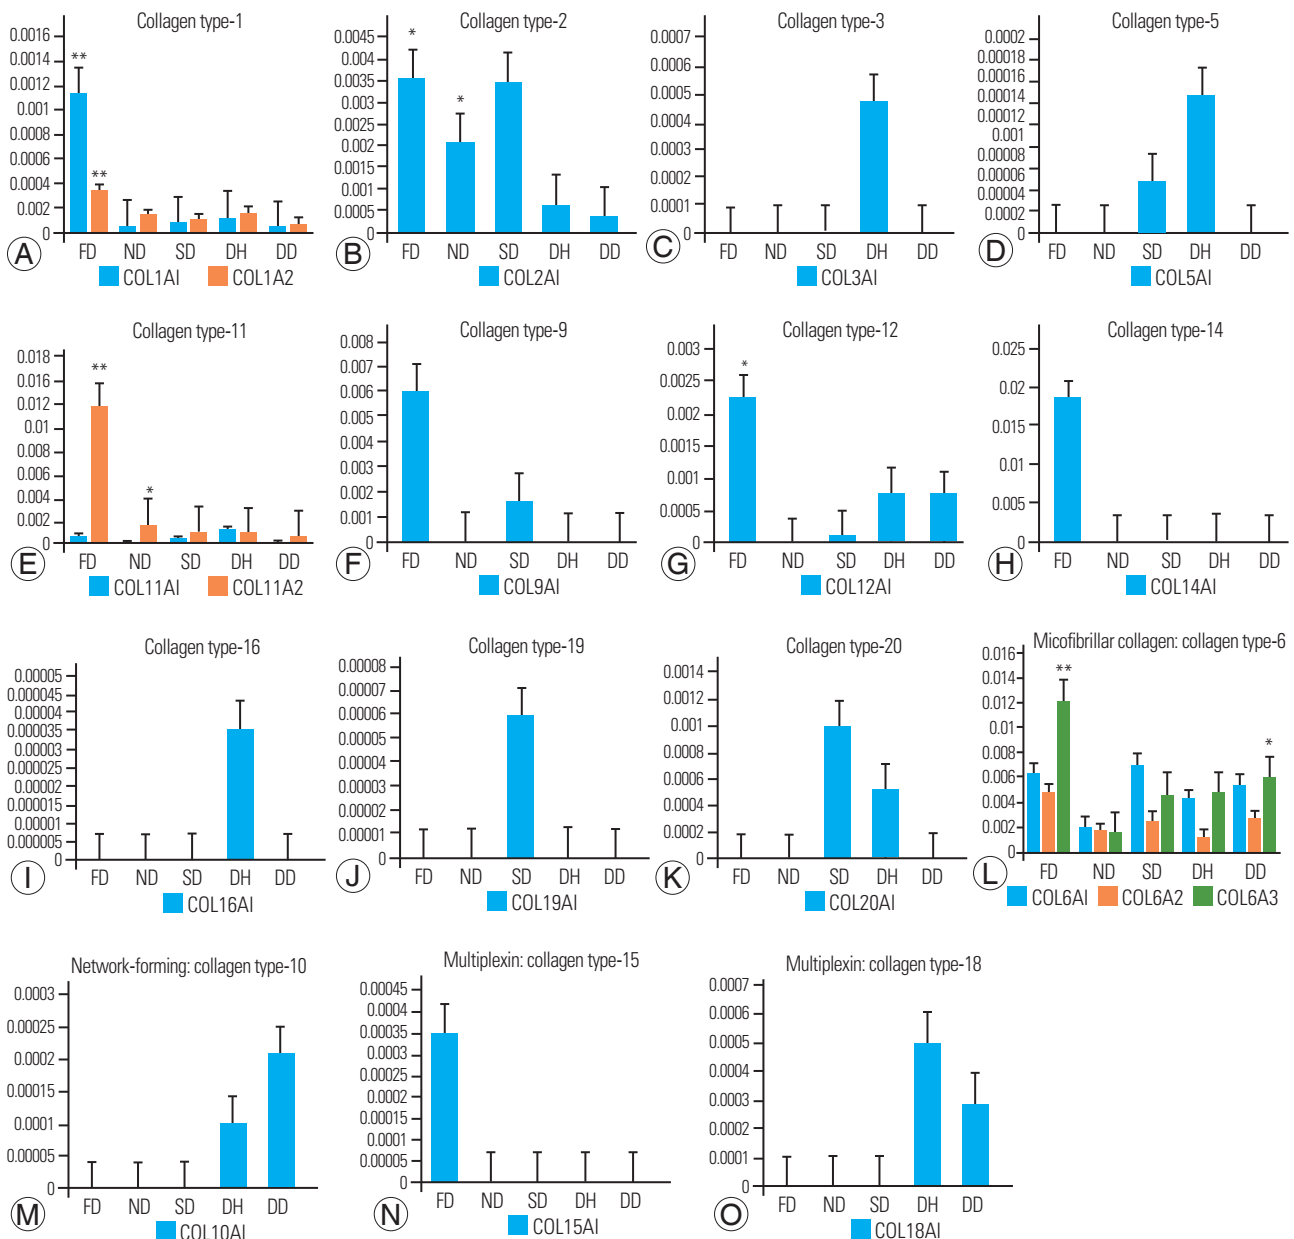 Collagen type-1
0.0016
0.0014
0.0012
0.001
0.0008
0.0006
0.0004
0.002
0
**
**
FD ND SD DH DD
A
COL1AI COL1A2
Collagen type-2
0.0045
0.004
0.0035
0.003
0.0025
0.002
0.0015
0.001
0.0005
0
*
*
FD ND SD DH DD
B
COL2AI
Collagen type-3
0.0007
0.0006
0.0005
0.0004
0.0003
0.0002
0.0001
0
FD ND SD DH DD
C
COL3AI
Collagen type-5
0.0002
0.00018
0.00016
0.00014
0.00012
0.0001
0.00008
0.00006
0.00004
0.0002
0
FD ND SD DH DD
D
COL5AI
Collagen type-11
0.018
0.016
0.014
0.012
0.01
0.008
0.006
0.004
0.002
0
**
*
FD ND SD DH DD
E
COL11AI COL11A2
Collagen type-9
0.008
0.007
0.006
0.005
0.004
0.003
0.002
0.001
0
FD ND SD DH DD
F
COL9AI
Collagen type-12
0.003
0.0025
0.002
0.0015
0.001
0.0005
0
*
FD ND SD DH DD
G
COL12AI
Collagen type-14
0.025
0.02
0.015
0.01
0.005
0
FD ND SD DH DD
H
COL14AI
Collagen type-16
0.00005
0.000045
0.00004
0.000035
0.00003
0.000025
0.00002
0.000015
0.00001
0.000005
0
FD ND SD DH DD
I
COL16AI
Collagen type-19
0.00008
0.00007
0.00006
0.00005
0.00004
0.00003
0.00002
0.00001
0
FD ND SD DH DD
J
COL19AI
Collagen type-20
0.0014
0.0012
0.001
0.0008
0.0006
0.0004
0.0002
0
FD ND SD DH DD
K
COL20AI
Micofibrillar collagen: collagen type-6
0.016
0.014
0.012
0.010
0.008
0.006
0.004
0.002
0
**
*
FD ND SD DH DD
L
COL6AI COL6A2 COL6A3
Network-forming: collagen type-10
0.0003
0.00025
0.0002
0.00015
0.0001
0.00005
0
FD ND SD DH DD
M
COL10AI
Multiplexin: collagen type-15
0.00045
0.0004
0.00035
0.0003
0.00025
0.0002
0.00015
0.0001
0.00005
0
FD ND SD DH DD
N
COL15AI
Multiplexin: collagen type-18
0.0007
0.0006
0.0005
0.0004
0.0003
0.0002
0.0001
0
FD ND SD DH DD
O
COL18AI